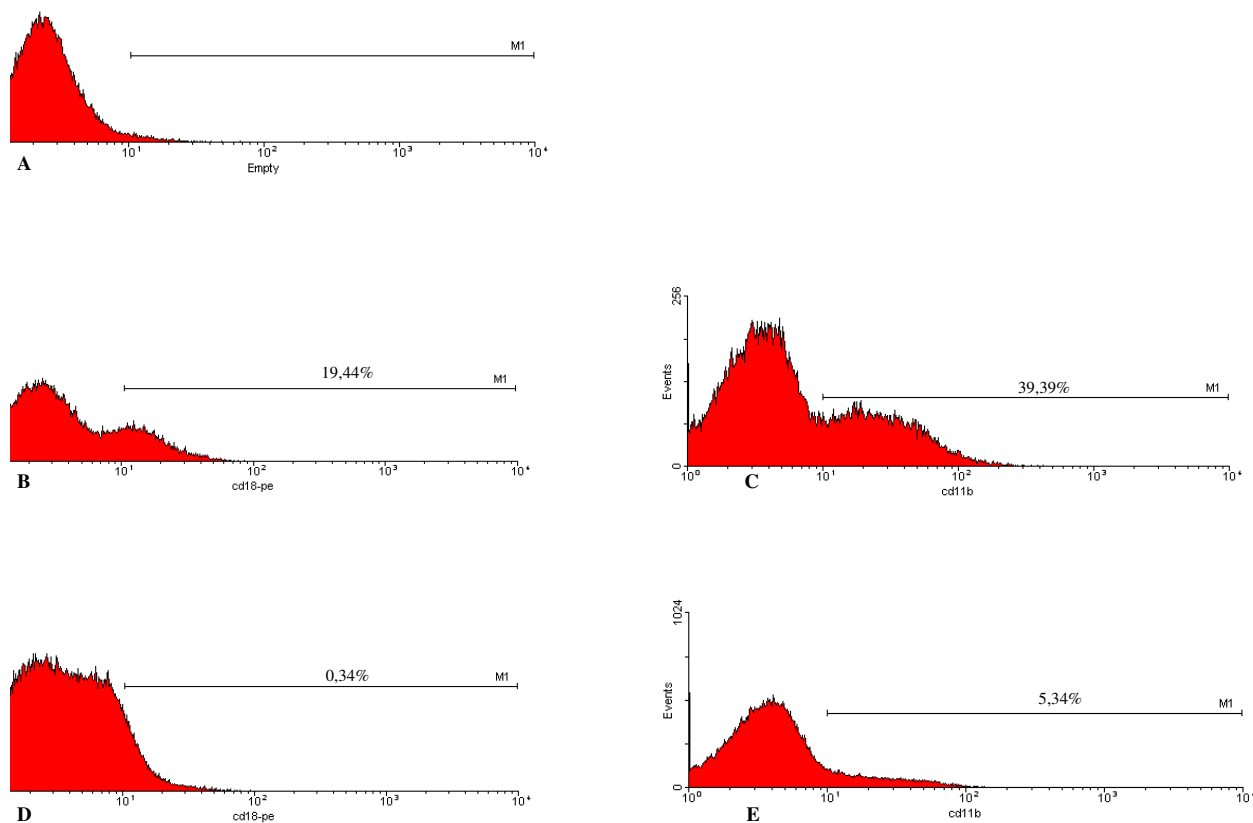 M1
10¹ 10² 10³ 10⁴
Empty
A
19,44%
M1
10¹ 10² 10³ 10⁴
cd18-pe
B
256
Events
0
39,39%
M1
10⁰ 10¹ 10² 10³ 10⁴
cd11b
C
0,34%
M1
10¹ 10² 10³ 10⁴
cd18-pe
D
1024
Events
0
5,34%
M1
10⁰ 10¹ 10² 10³ 10⁴
cd11b
E